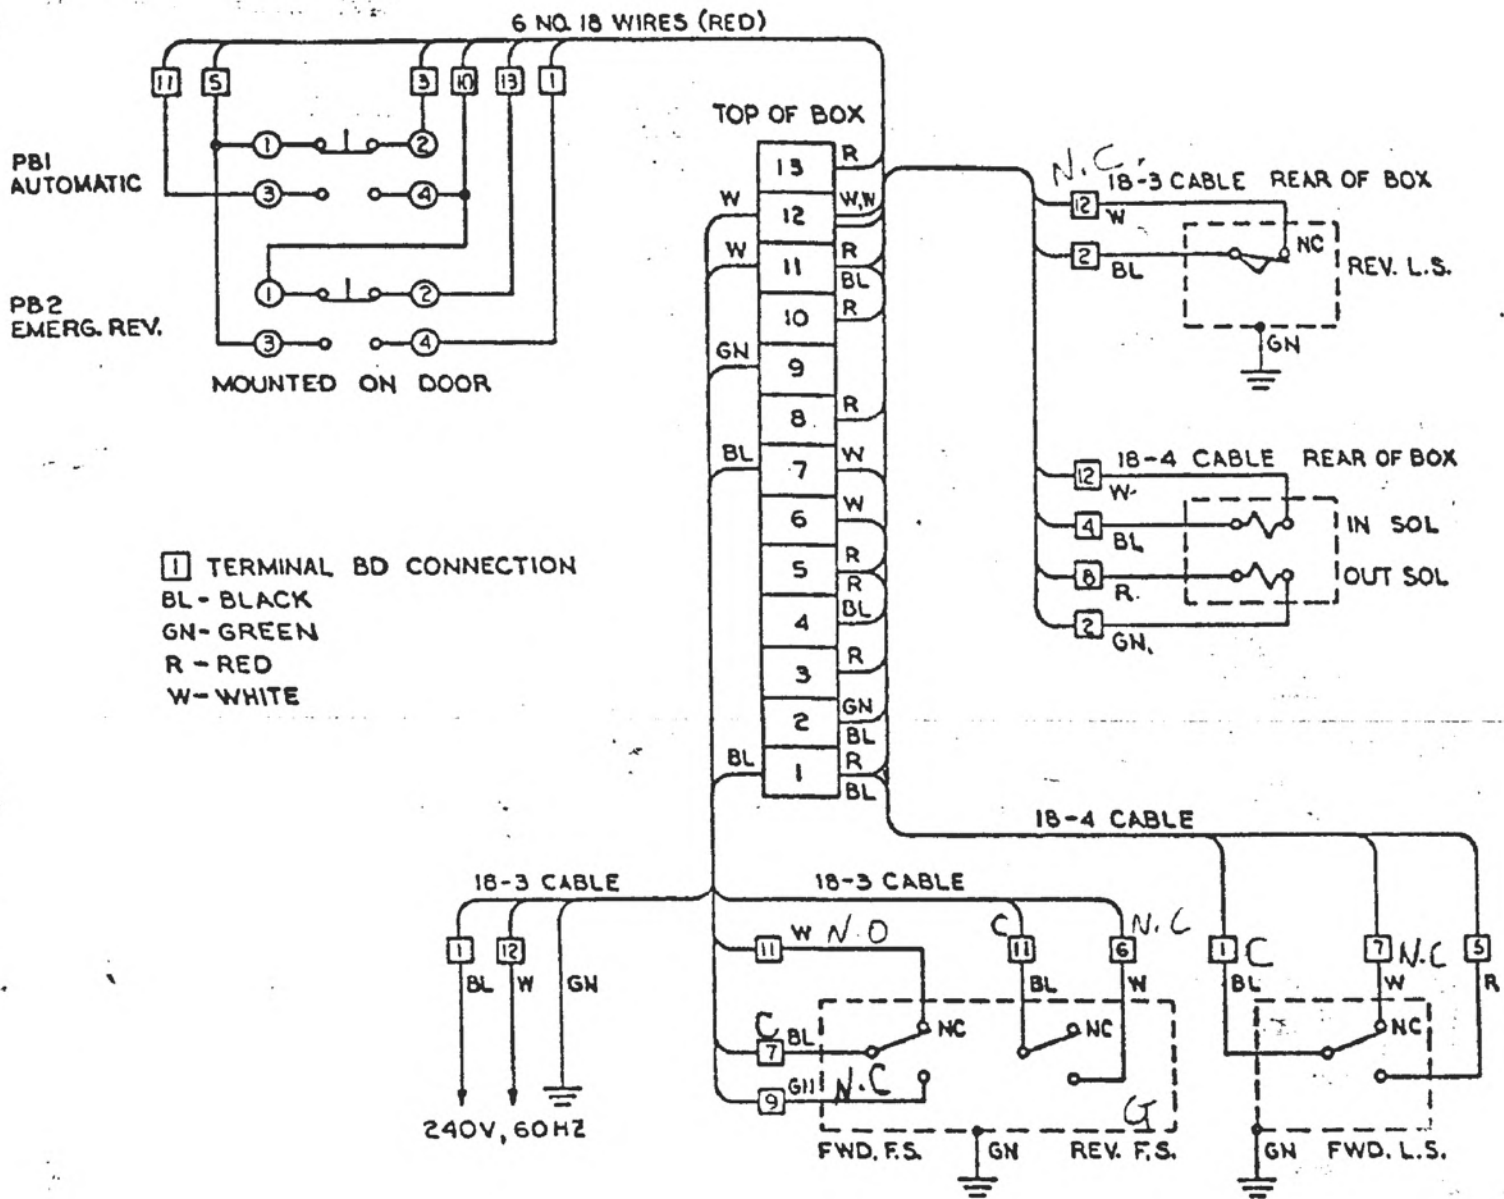 6 NO. 18 WIRES (RED)
11 5 3 10 13 1
TOP OF BOX
PB1
AUTOMATIC
1 2
3 4
PB2
EMERG. REV.
1 2
3 4
MOUNTED ON DOOR
13 R
W 12 W,W
W 11 R
BL
10 R
GN 9
8 R
BL 7 W
6 W
5 R
R
4 BL
3 R
2 GN
BL
BL 1 R
BL
N.C.
18-3 CABLE REAR OF BOX
12 W
2 BL
NC
REV. L.S.
GN
18-4 CABLE REAR OF BOX
12 W
4 BL
IN SOL
8 R.
OUT SOL
2 GN.
1 TERMINAL BD CONNECTION
BL - BLACK
GN - GREEN
R - RED
W - WHITE
18-4 CABLE
18-3 CABLE
18-3 CABLE
1 12
BL W GN
240V, 60HZ
11 W N.O
C 7 BL
NC
9 GN N.C
C 11 BL
N.C
6 W
NC
G
FWD. F.S. GN REV. F.S.
1 C
BL
7 N.C
W
5
R
NC
GN FWD. L.S.